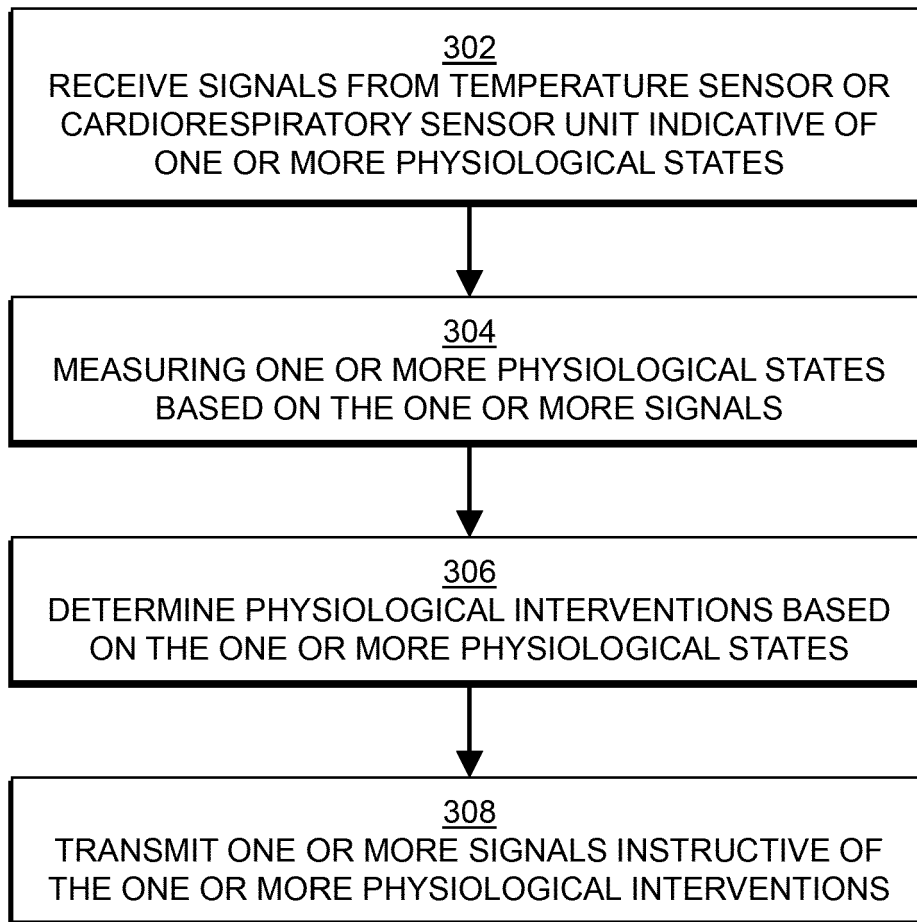 302
RECEIVE SIGNALS FROM TEMPERATURE SENSOR OR
CARDIORESPIRATORY SENSOR UNIT INDICATIVE OF
ONE OR MORE PHYSIOLOGICAL STATES
304
MEASURING ONE OR MORE PHYSIOLOGICAL STATES
BASED ON THE ONE OR MORE SIGNALS
306
DETERMINE PHYSIOLOGICAL INTERVENTIONS BASED
ON THE ONE OR MORE PHYSIOLOGICAL STATES
308
TRANSMIT ONE OR MORE SIGNALS INSTRUCTIVE OF
THE ONE OR MORE PHYSIOLOGICAL INTERVENTIONS